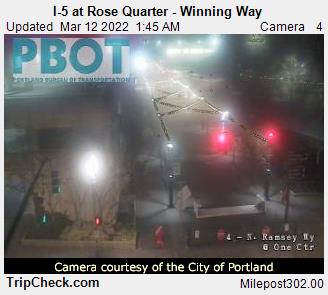 I-5 at Rose Quarter - Winning Way
Updated Mar 12 2022 1:45 AM Camera 4
PBOT
PORTLAND BUREAU OF TRANSPORTATION
4 - N. Ramsey Wy
@ One Ctr
Camera courtesy of the City of Portland
TripCheck.com Milepost302.00